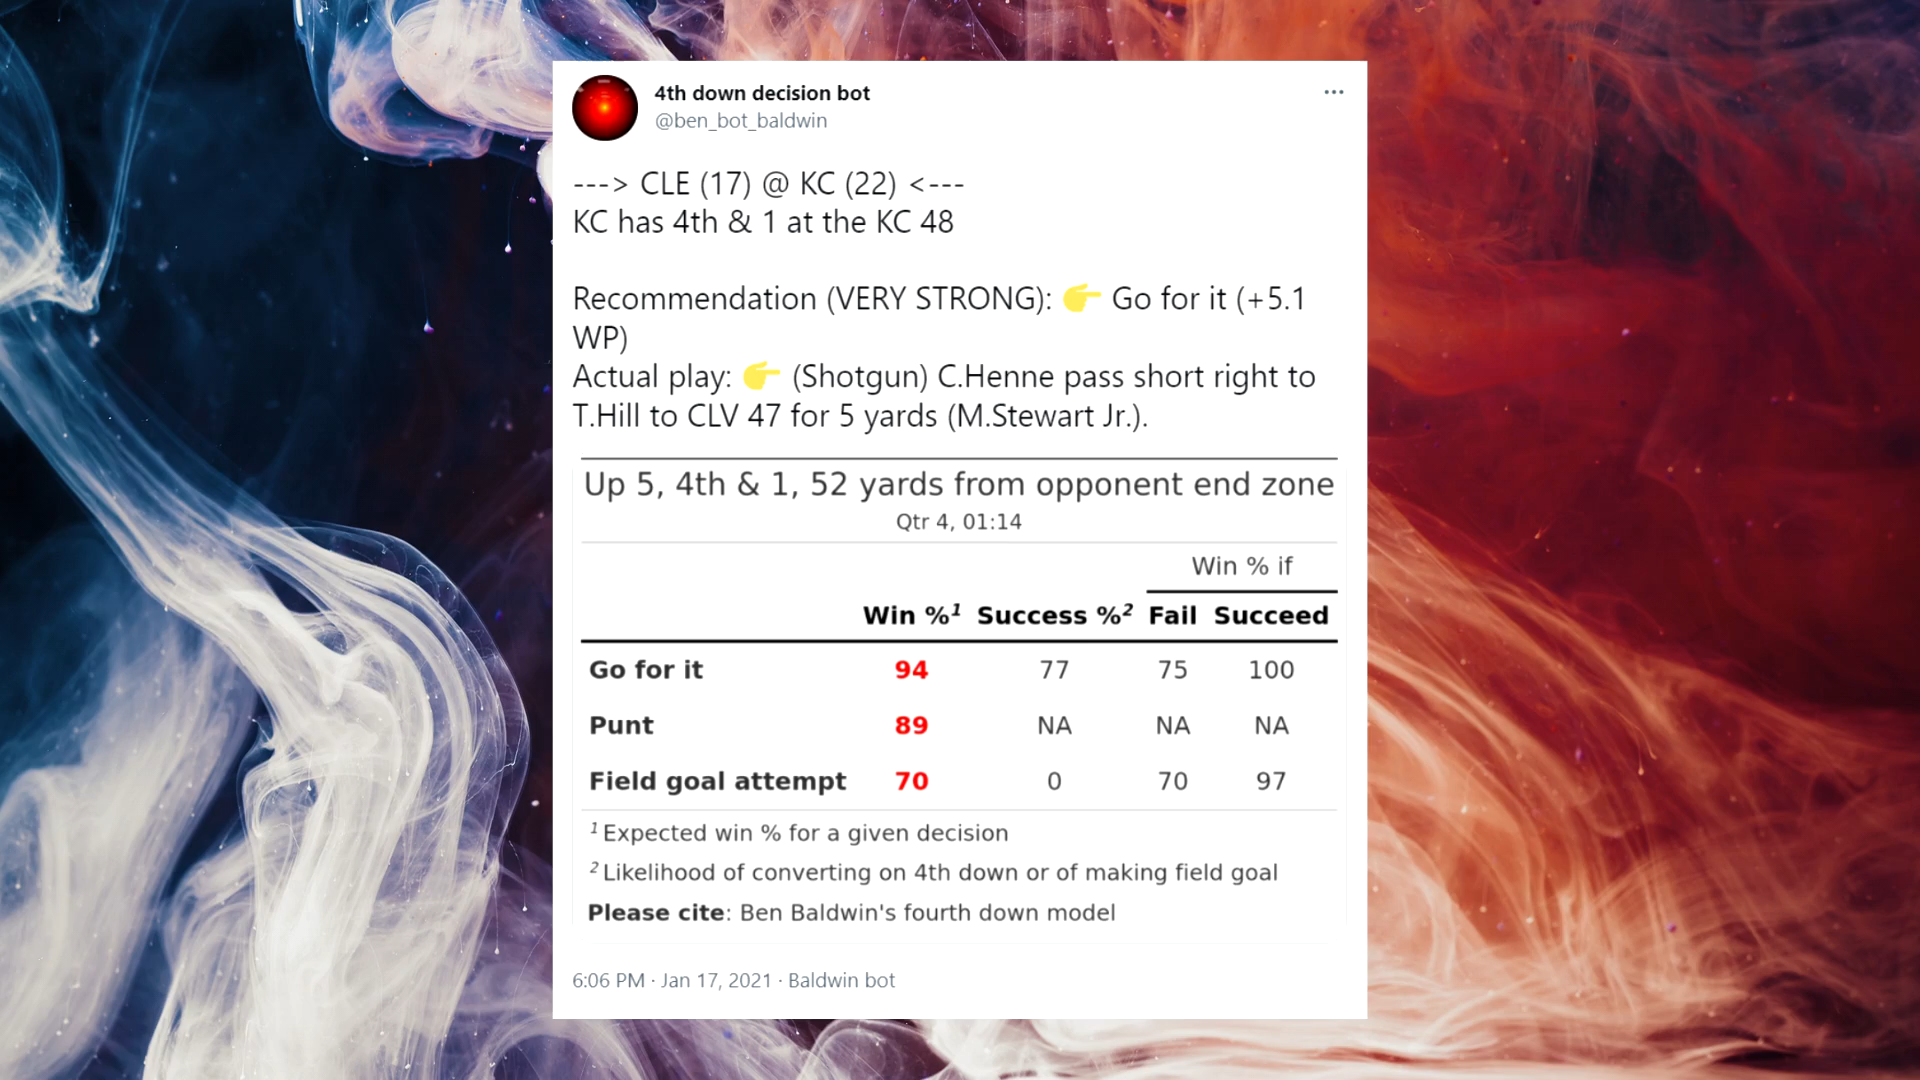 4th down decision bot
@ben_bot_baldwin
---> CLE (17) @ KC (22) <---
KC has 4th & 1 at the KC 48
Recommendation (VERY STRONG): 👉 Go for it (+5.1
WP)
Actual play: 👉 (Shotgun) C.Henne pass short right to
T.Hill to CLV 47 for 5 yards (M.Stewart Jr.).
Up 5, 4th & 1, 52 yards from opponent end zone
Qtr 4, 01:14
Win % if
Win %¹ Success %² Fail Succeed
Go for it 94 77 75 100
Punt 89 NA NA NA
Field goal attempt 70 0 70 97
¹ Expected win % for a given decision
² Likelihood of converting on 4th down or of making field goal
Please cite: Ben Baldwin's fourth down model
6:06 PM · Jan 17, 2021 · Baldwin bot